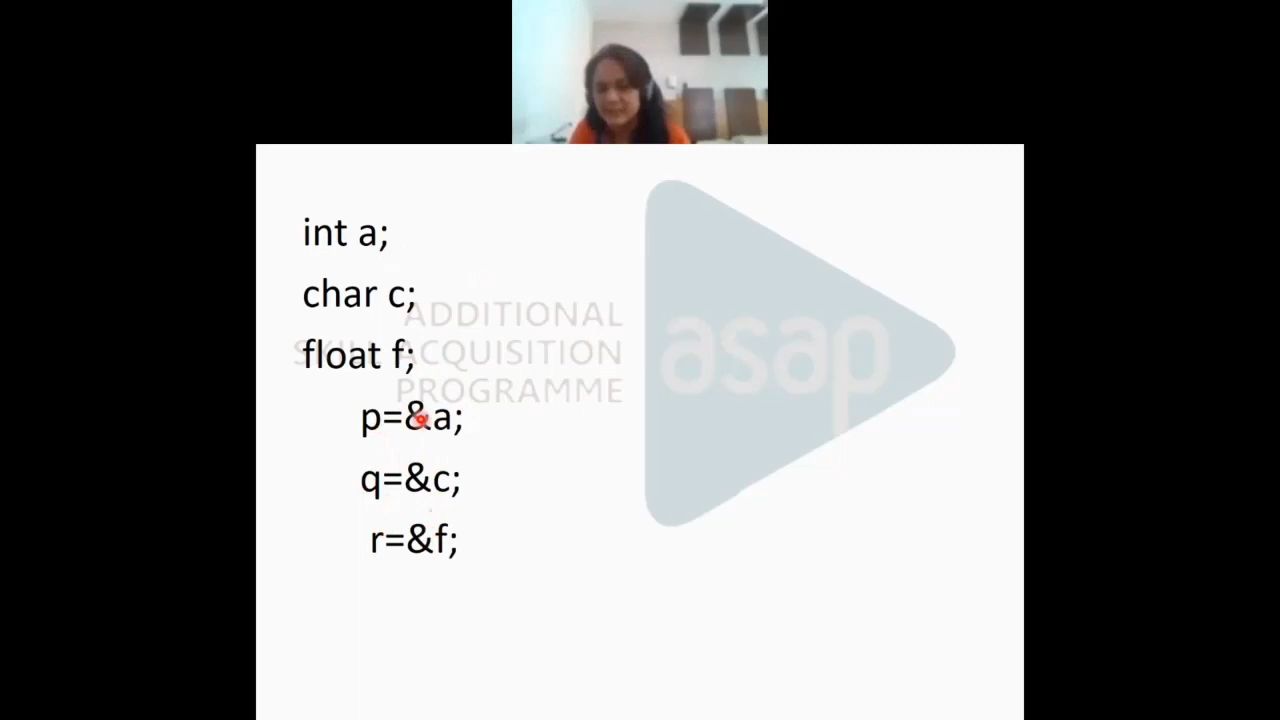 int a;
char c;
float f;
p=&a;
q=&c;
r=&f;
ADDITIONAL
SKILL ACQUISITION
PROGRAMME
asap